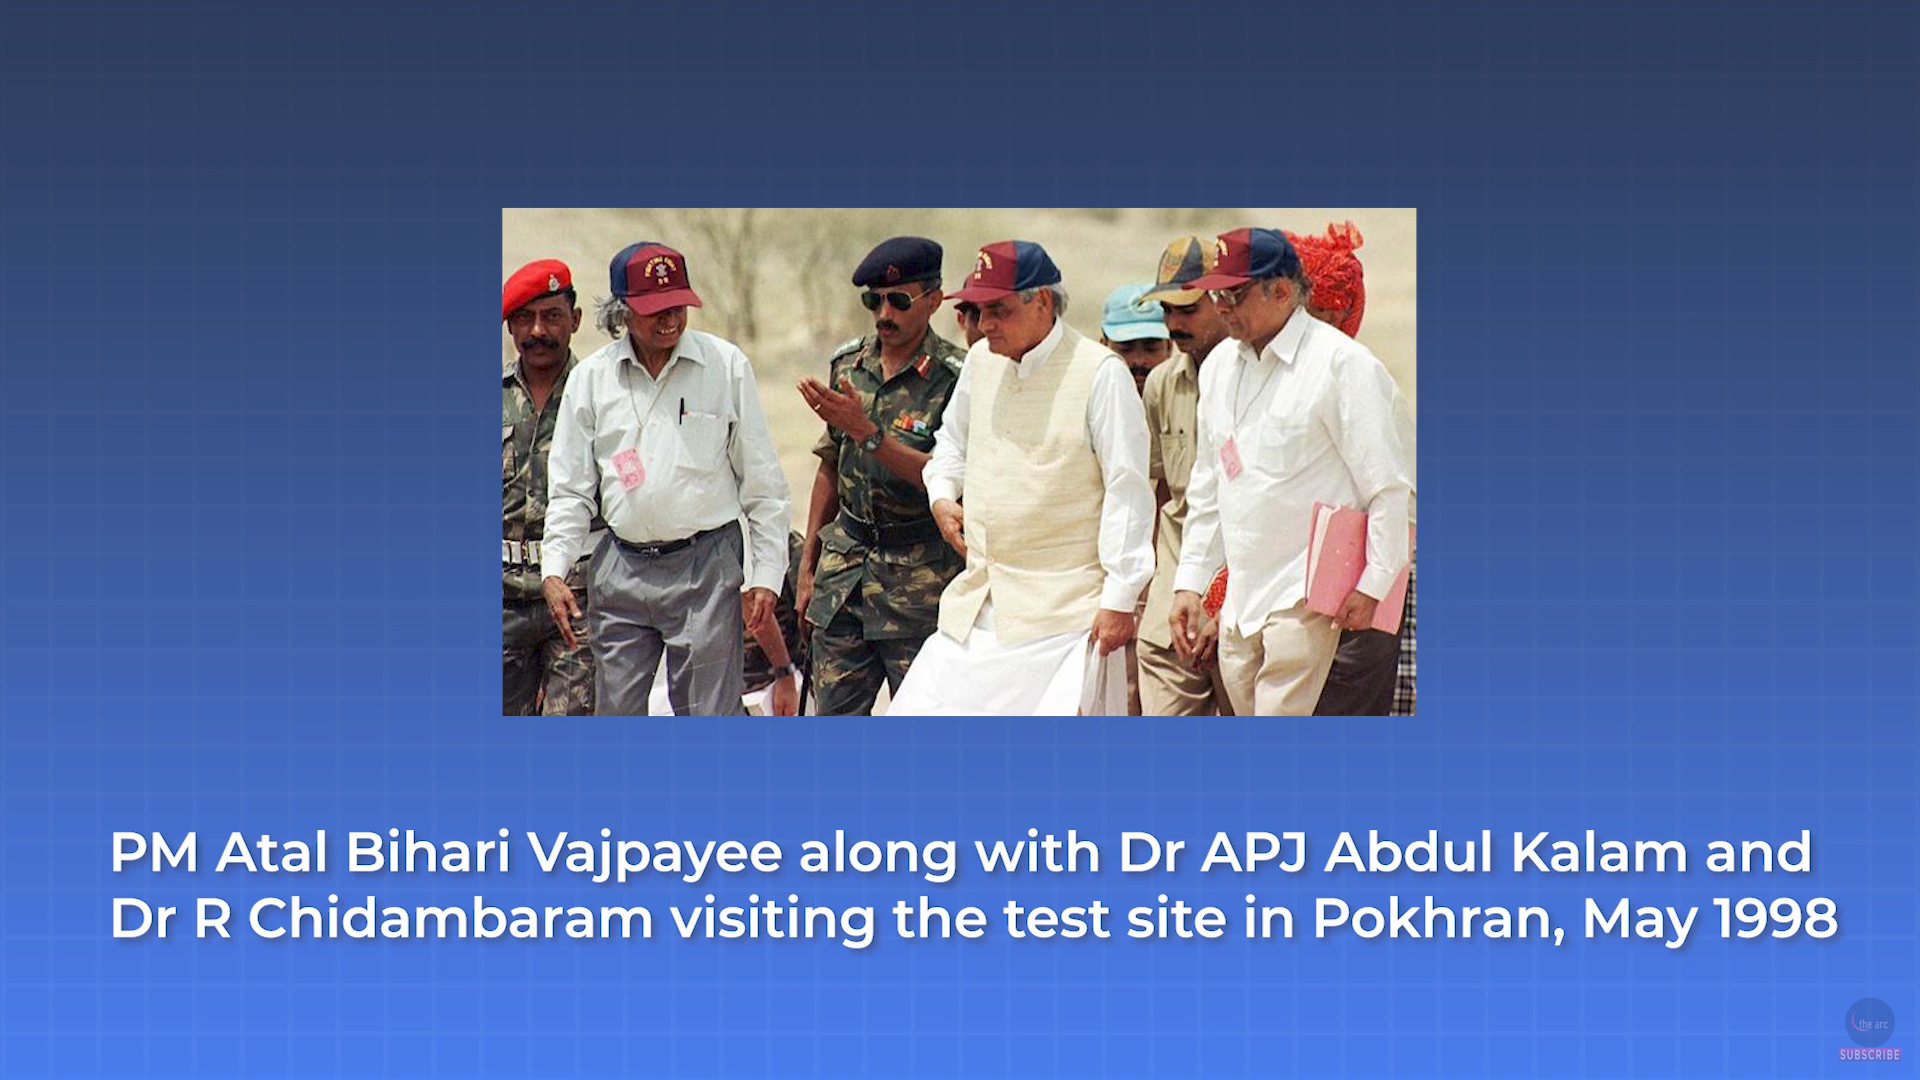 PM Atal Bihari Vajpayee along with Dr APJ Abdul Kalam and
Dr R Chidambaram visiting the test site in Pokhran, May 1998
the arc
SUBSCRIBE